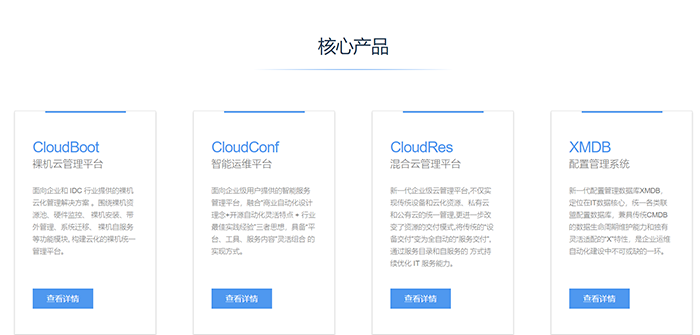 核心产品
CloudBoot
裸机云管理平台
面向企业和 IDC 行业提供的裸机
云化管理解决方案 。围绕裸机资
源池、硬件监控、 裸机安装、带
外管理、系统迁移、 裸机自服务
等功能模块, 构建云化的裸机统一
管理平台。
查看详情
CloudConf
智能运维平台
面向企业级用户提供的智能服务
管理平台、融合“商业自动化设计
理念+开源自动化灵活特点 + 行业
最佳实践经验”三者思想、具备“平
台、工具、服务内容”灵活组合 的
实现方式。
查看详情
CloudRes
混合云管理平台
新一代企业级云管理平台,不仅实
现传统设备和云化资源、私有云
和公有云的统一管理,更进一步改
变了资源的交付模式,将传统的“设
备交付”变为全自动的“服务交付”,
通过服务目录和自服务的 方式持
续优化 IT 服务能力。
查看详情
XMDB
配置管理系统
新一代配置管理数据库XMDB,
定位在IT数据核心，统一各类联
盟配置数据库，兼具传统CMDB
的数据生命周期维护能力和独有
灵活适配的“X”特性，是企业运维
自动化建设中不可或缺的一环。
查看详情